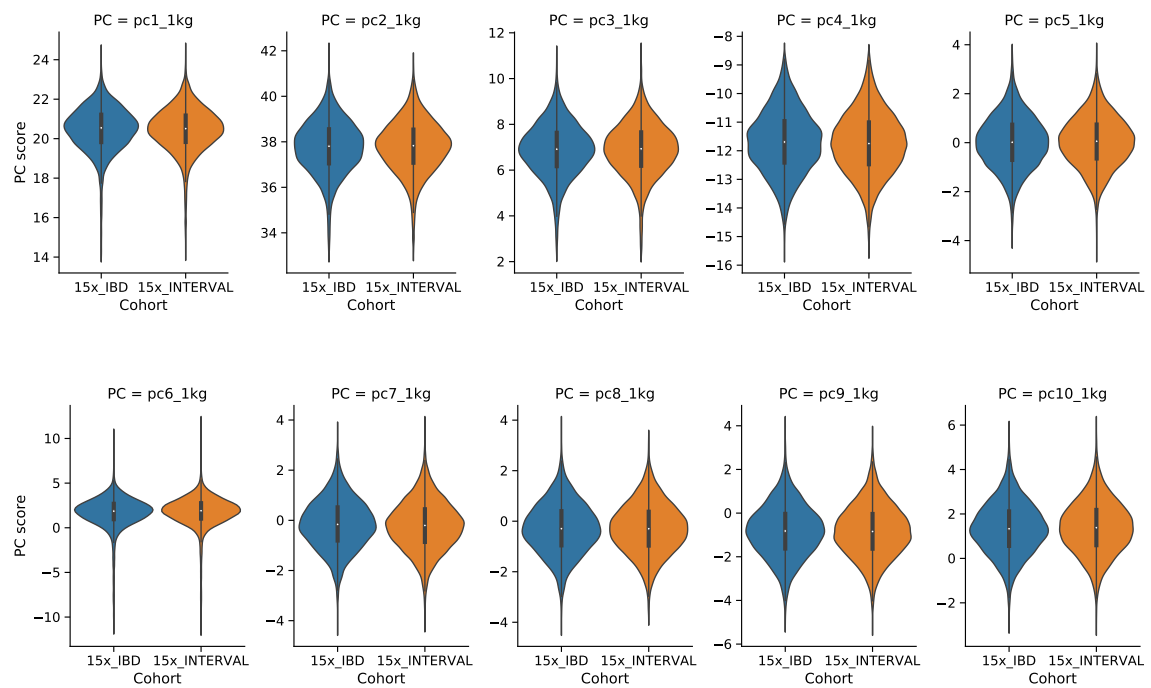 PC = pc1_1kg
PC = pc2_1kg
PC = pc3_1kg
PC = pc4_1kg
PC = pc5_1kg
PC score
24
22
20
18
16
14
42
40
38
36
34
12
10
8
6
4
2
−8
−9
−10
−11
−12
−13
−14
−15
−16
4
2
0
−2
−4
15x_IBD 15x_INTERVAL
15x_IBD 15x_INTERVAL
15x_IBD 15x_INTERVAL
15x_IBD 15x_INTERVAL
15x_IBD 15x_INTERVAL
Cohort
Cohort
Cohort
Cohort
Cohort
PC = pc6_1kg
PC = pc7_1kg
PC = pc8_1kg
PC = pc9_1kg
PC = pc10_1kg
PC score
10
5
0
−5
−10
4
2
0
−2
−4
4
2
0
−2
−4
4
2
0
−2
−4
−6
6
4
2
0
−2
15x_IBD 15x_INTERVAL
15x_IBD 15x_INTERVAL
15x_IBD 15x_INTERVAL
15x_IBD 15x_INTERVAL
15x_IBD 15x_INTERVAL
Cohort
Cohort
Cohort
Cohort
Cohort